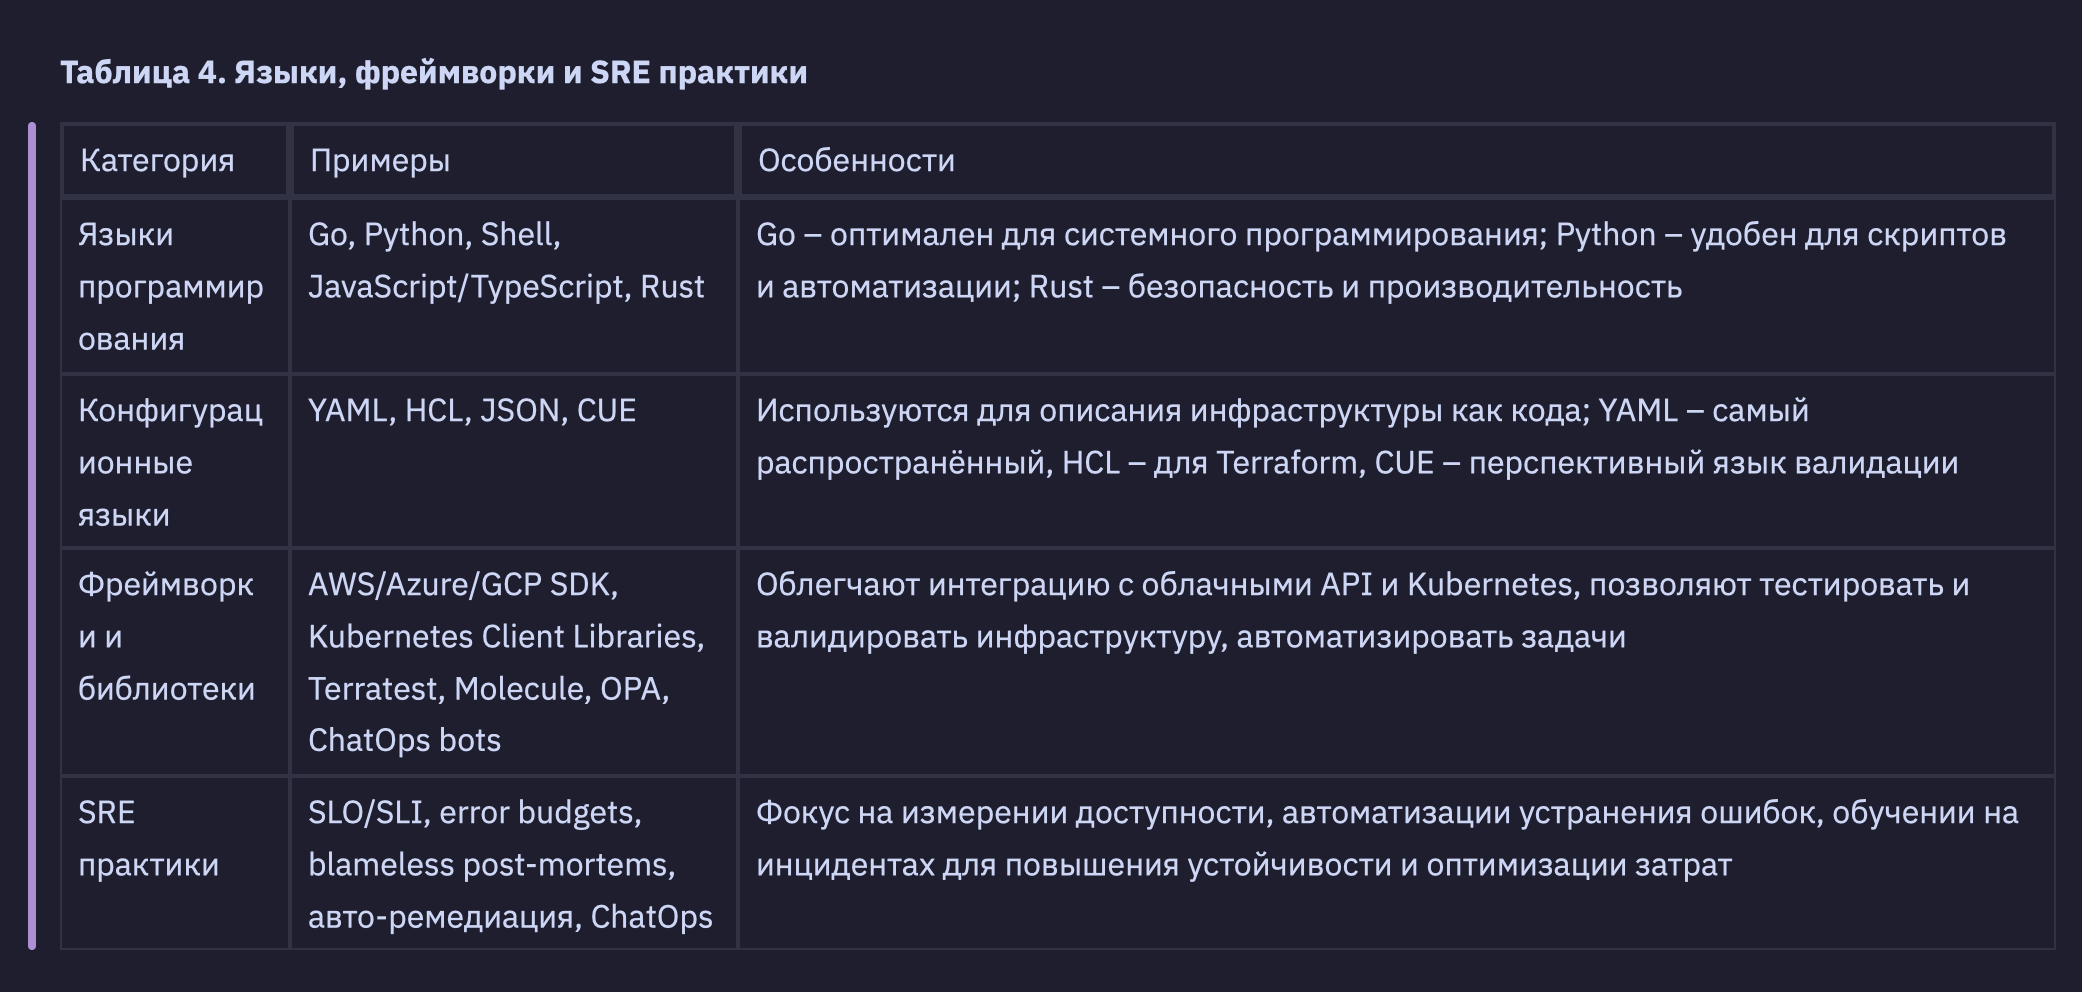 Таблица 4. Языки, фреймворки и SRE практики
Категория
Примеры
Особенности
Языки
программир
ования
Go, Python, Shell,
JavaScript/TypeScript, Rust
Go – оптимален для системного программирования; Python – удобен для скриптов
и автоматизации; Rust – безопасность и производительность
Конфигурац
ионные
языки
YAML, HCL, JSON, CUE
Используются для описания инфраструктуры как кода; YAML – самый
распространённый, HCL – для Terraform, CUE – перспективный язык валидации
Фреймворк
и и
библиотеки
AWS/Azure/GCP SDK,
Kubernetes Client Libraries,
Terratest, Molecule, OPA,
ChatOps bots
Облегчают интеграцию с облачными API и Kubernetes, позволяют тестировать и
валидировать инфраструктуру, автоматизировать задачи
SRE
практики
SLO/SLI, error budgets,
blameless post-mortems,
авто-ремедиация, ChatOps
Фокус на измерении доступности, автоматизации устранения ошибок, обучении на
инцидентах для повышения устойчивости и оптимизации затрат